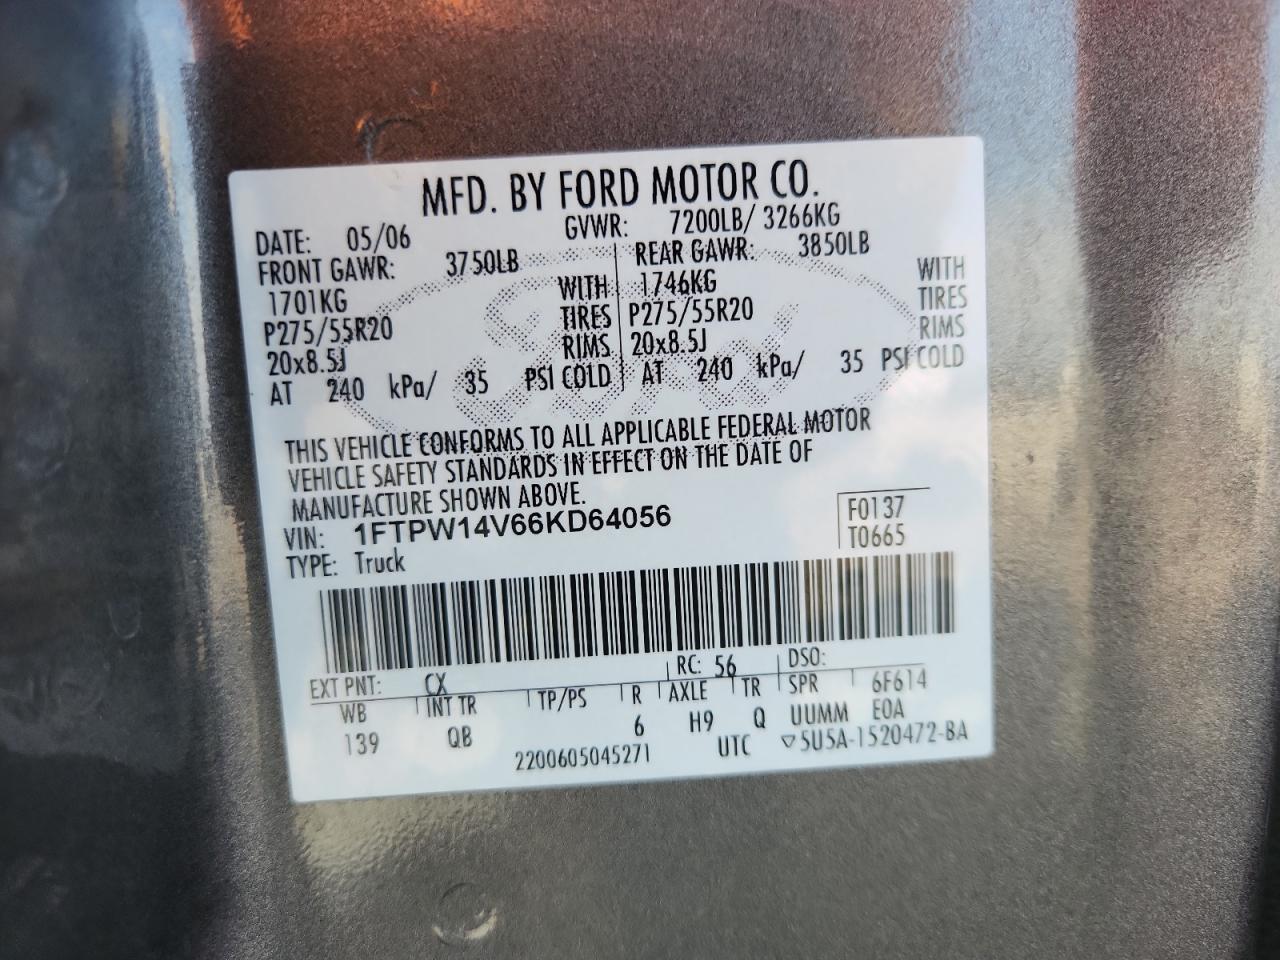 MFD. BY FORD MOTOR CO.
DATE: 05/06 GVWR: 7200LB/ 3266KG
FRONT GAWR: 3750LB REAR GAWR: 3850LB
1701KG WITH 1746KG WITH
P275/55R20 TIRES P275/55R20 TIRES
20x8.5J RIMS 20x8.5J RIMS
AT 240 kPa/ 35 PSI COLD AT 240 kPa/ 35 PSI COLD
THIS VEHICLE CONFORMS TO ALL APPLICABLE FEDERAL MOTOR
VEHICLE SAFETY STANDARDS IN EFFECT ON THE DATE OF
MANUFACTURE SHOWN ABOVE.
VIN: 1FTPW14V66KD64056 F0137
TYPE: Truck T0665
EXT PNT: CX RC: 56 DSO:
WB INT TR TP/PS R AXLE TR SPR 6F614
139 QB 6 H9 Q UUMM EOA
2200605045271 UTC ▽5U5A-1520472-BA